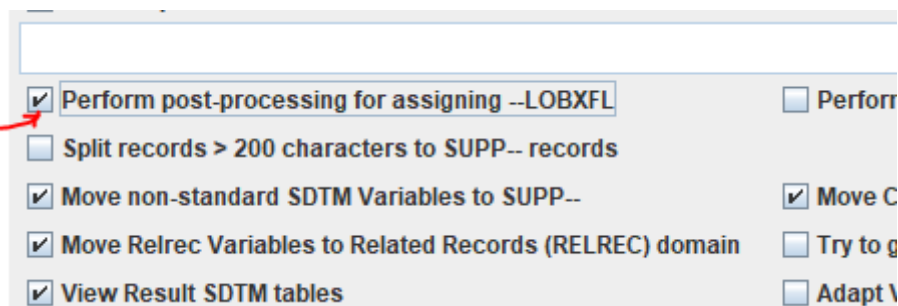 Perform post-processing for assigning --LOBXFL
Split records > 200 characters to SUPP-- records
Move non-standard SDTM Variables to SUPP--
Move C
Move Relrec Variables to Related Records (RELREC) domain
Try to
View Result SDTM tables
Adapt